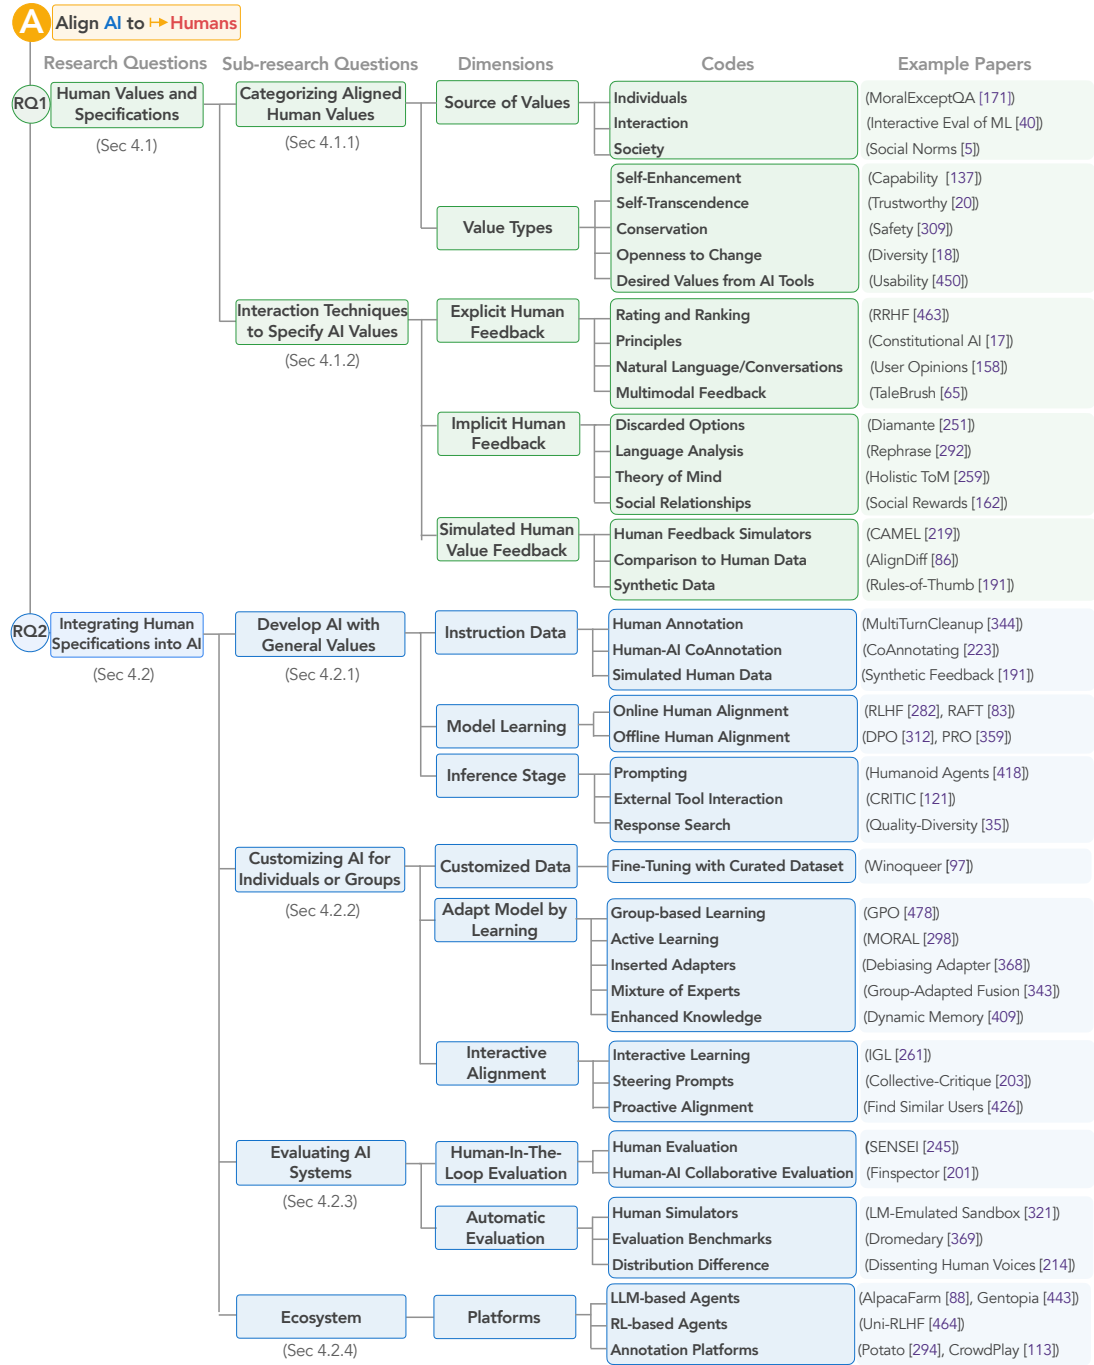 A Align AI to ↦ Humans
Research Questions Sub-research Questions Dimensions Codes Example Papers
RQ1
Human Values and
Specifications
(Sec 4.1)
Categorizing Aligned
Human Values
(Sec 4.1.1)
Source of Values
Individuals (MoralExceptQA [171])
Interaction (Interactive Eval of ML [40])
Society (Social Norms [5])
Value Types
Self-Enhancement (Capability [137])
Self-Transcendence (Trustworthy [20])
Conservation (Safety [309])
Openness to Change (Diversity [18])
Desired Values from AI Tools (Usability [450])
Interaction Techniques
to Specify AI Values
(Sec 4.1.2)
Explicit Human
Feedback
Rating and Ranking (RRHF [463])
Principles (Constitutional AI [17])
Natural Language/Conversations (User Opinions [158])
Multimodal Feedback (TaleBrush [65])
Implicit Human
Feedback
Discarded Options (Diamante [251])
Language Analysis (Rephrase [292])
Theory of Mind (Holistic ToM [259])
Social Relationships (Social Rewards [162])
Simulated Human
Value Feedback
Human Feedback Simulators (CAMEL [219])
Comparison to Human Data (AlignDiff [86])
Synthetic Data (Rules-of-Thumb [191])
RQ2
Integrating Human
Specifications into AI
(Sec 4.2)
Develop AI with
General Values
(Sec 4.2.1)
Instruction Data
Human Annotation (MultiTurnCleanup [344])
Human-AI CoAnnotation (CoAnnotating [223])
Simulated Human Data (Synthetic Feedback [191])
Model Learning
Online Human Alignment (RLHF [282], RAFT [83])
Offline Human Alignment (DPO [312], PRO [359])
Inference Stage
Prompting (Humanoid Agents [418])
External Tool Interaction (CRITIC [121])
Response Search (Quality-Diversity [35])
Customizing AI for
Individuals or Groups
(Sec 4.2.2)
Customized Data
Fine-Tuning with Curated Dataset (Winoqueer [97])
Adapt Model by
Learning
Group-based Learning (GPO [478])
Active Learning (MORAL [298])
Inserted Adapters (Debiasing Adapter [368])
Mixture of Experts (Group-Adapted Fusion [343])
Enhanced Knowledge (Dynamic Memory [409])
Interactive
Alignment
Interactive Learning (IGL [261])
Steering Prompts (Collective-Critique [203])
Proactive Alignment (Find Similar Users [426])
Evaluating AI
Systems
(Sec 4.2.3)
Human-In-The-
Loop Evaluation
Human Evaluation (SENSEI [245])
Human-AI Collaborative Evaluation (Finspector [201])
Automatic
Evaluation
Human Simulators (LM-Emulated Sandbox [321])
Evaluation Benchmarks (Dromedary [369])
Distribution Difference (Dissenting Human Voices [214])
Ecosystem
(Sec 4.2.4)
Platforms
LLM-based Agents (AlpacaFarm [88], Gentopia [443])
RL-based Agents (Uni-RLHF [464])
Annotation Platforms (Potato [294], CrowdPlay [113])